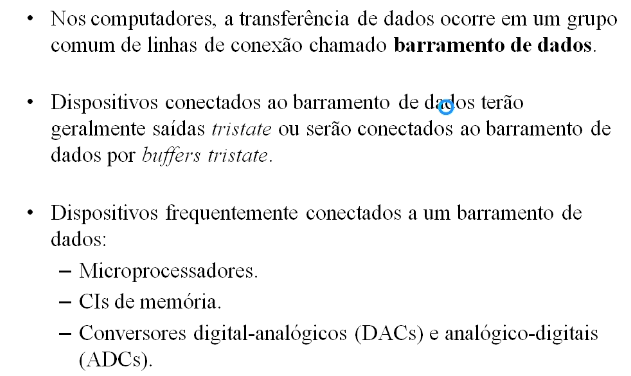 • Nos computadores, a transferência de dados ocorre em um grupo
comum de linhas de conexão chamado barramento de dados.
• Dispositivos conectados ao barramento de dados terão
geralmente saídas tristate ou serão conectados ao barramento de
dados por buffers tristate.
• Dispositivos frequentemente conectados a um barramento de
dados:
– Microprocessadores.
– CIs de memória.
– Conversores digital-analógicos (DACs) e analógico-digitais
(ADCs).